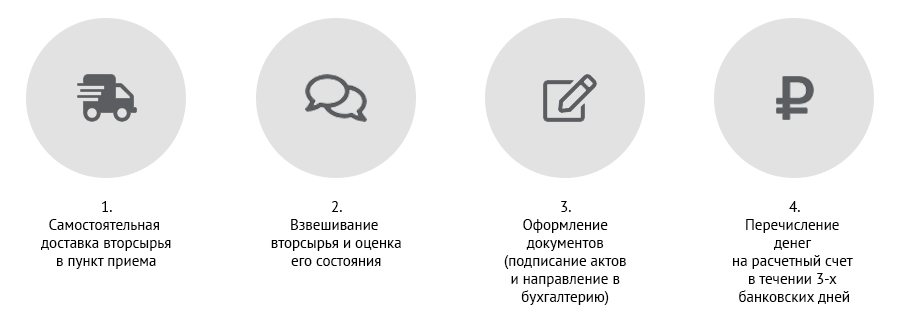 1.
Самостоятельная
доставка вторсырья
в пункт приема
2.
Взвешивание
вторсырья и оценка
его состояния
3.
Оформление
документов
(подписание актов
и направление в
бухгалтерию)
4.
Перечисление
денег
на расчетный счет
в течении 3-х
банковских дней